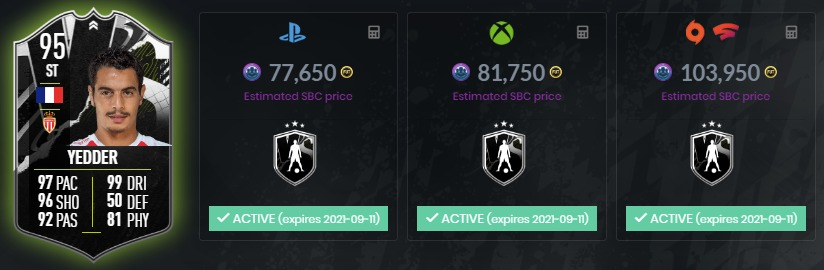 95
ST
YEDDER
97 PAC 99 DRI
96 SHO 50 DEF
92 PAS 81 PHY
77,650
Estimated SBC price
ACTIVE (expires 2021-09-11)
81,750
Estimated SBC price
ACTIVE (expires 2021-09-11)
103,950
Estimated SBC price
ACTIVE (expires 2021-09-11)